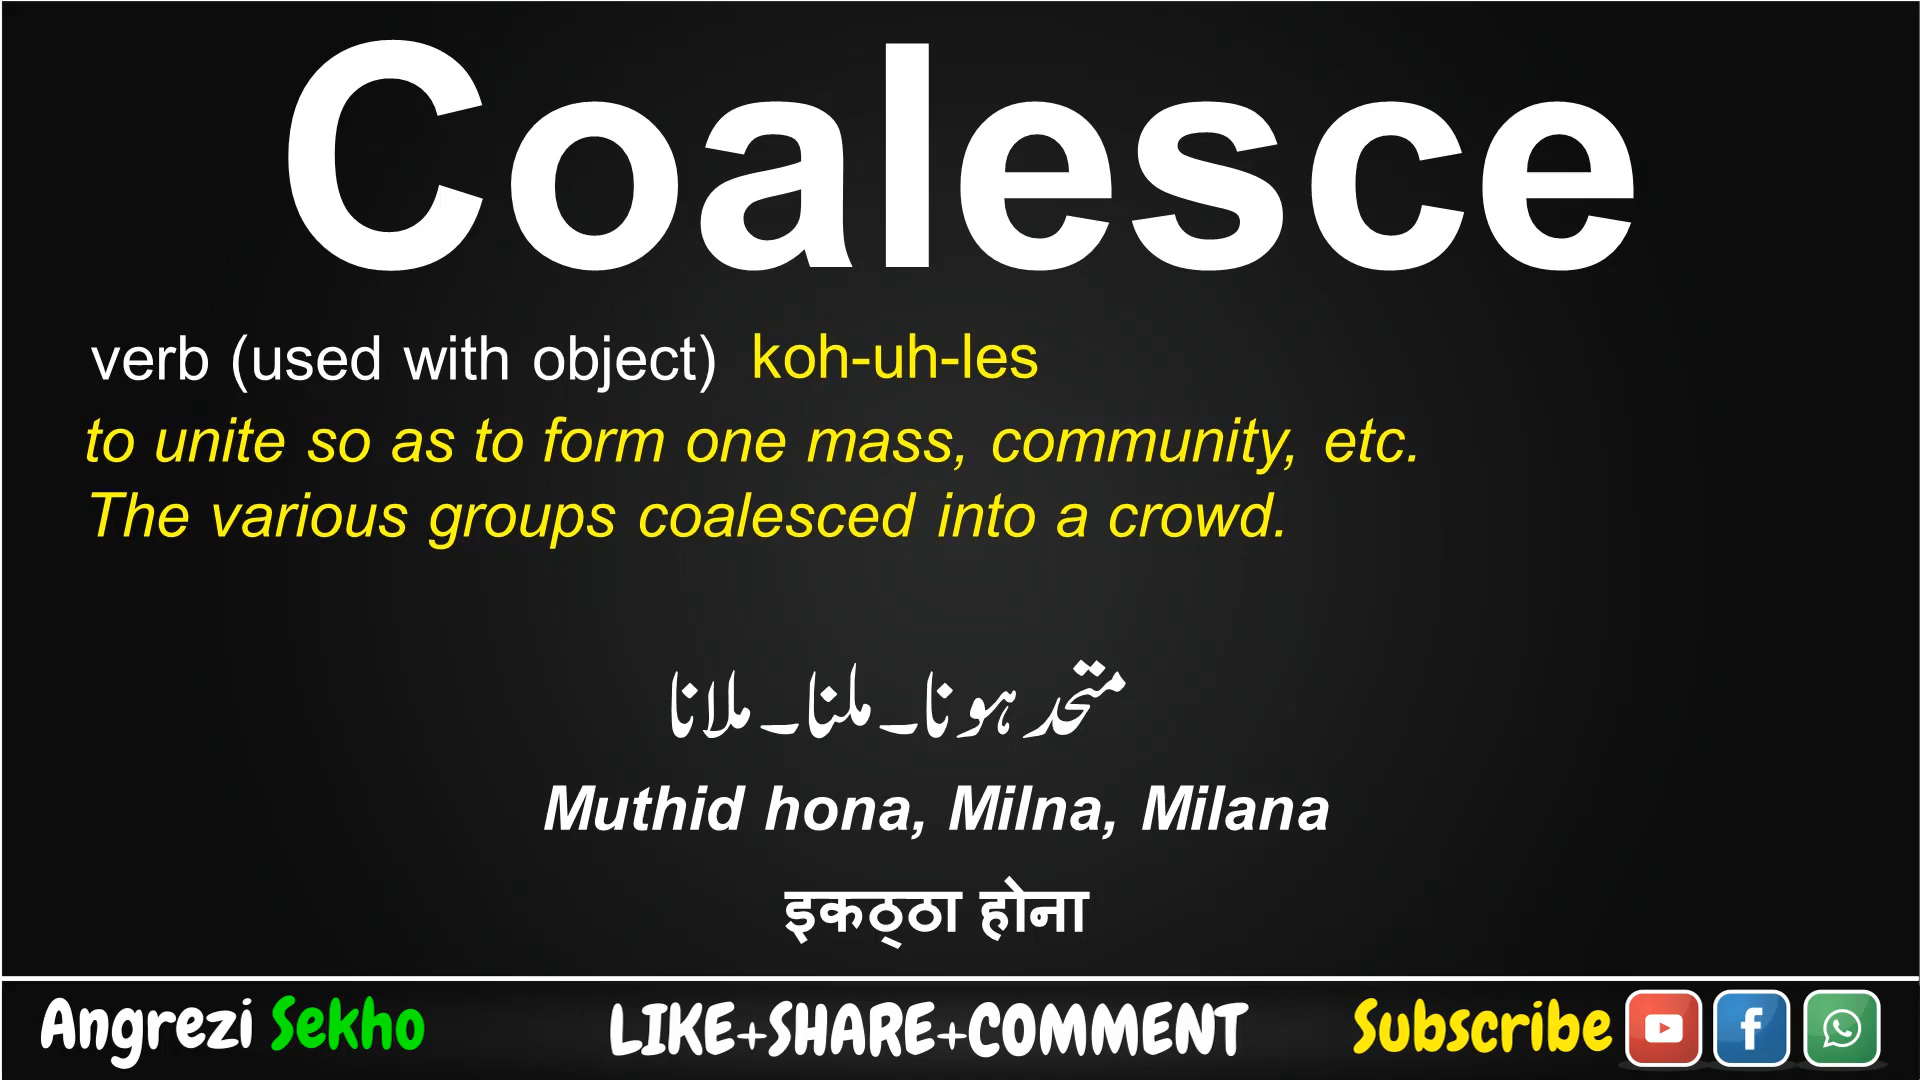 Coalesce
verb (used with object) koh-uh-les
to unite so as to form one mass, community, etc.
The various groups coalesced into a crowd.
متحد ہونا۔ملنا۔ملانا
Muthid hona, Milna, Milana
इकठ्ठा होना
Angrezi Sekho LIKE+SHARE+COMMENT Subscribe